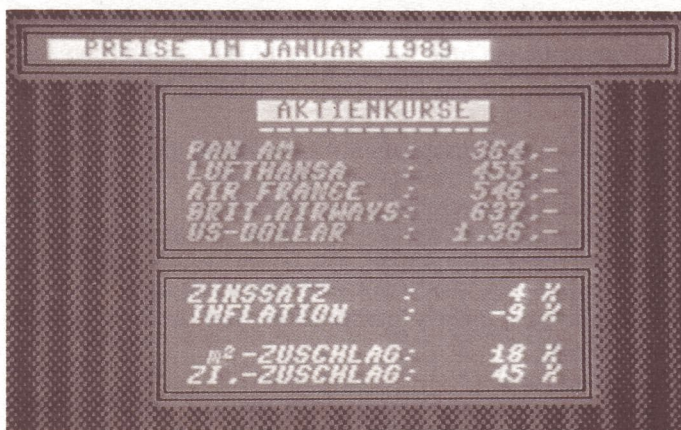 PREISE IM JANUAR 1989
AKTIENKURSE
PAN AM : 364,-
LUFTHANSA : 455,-
AIR FRANCE : 546,-
BRIT.AIRWAYS: 637,-
US-DOLLAR : 1.36,-
ZINSSATZ : 4 %
INFLATION : -9 %
m²-ZUSCHLAG: 18 %
ZI.-ZUSCHLAG: 45 %